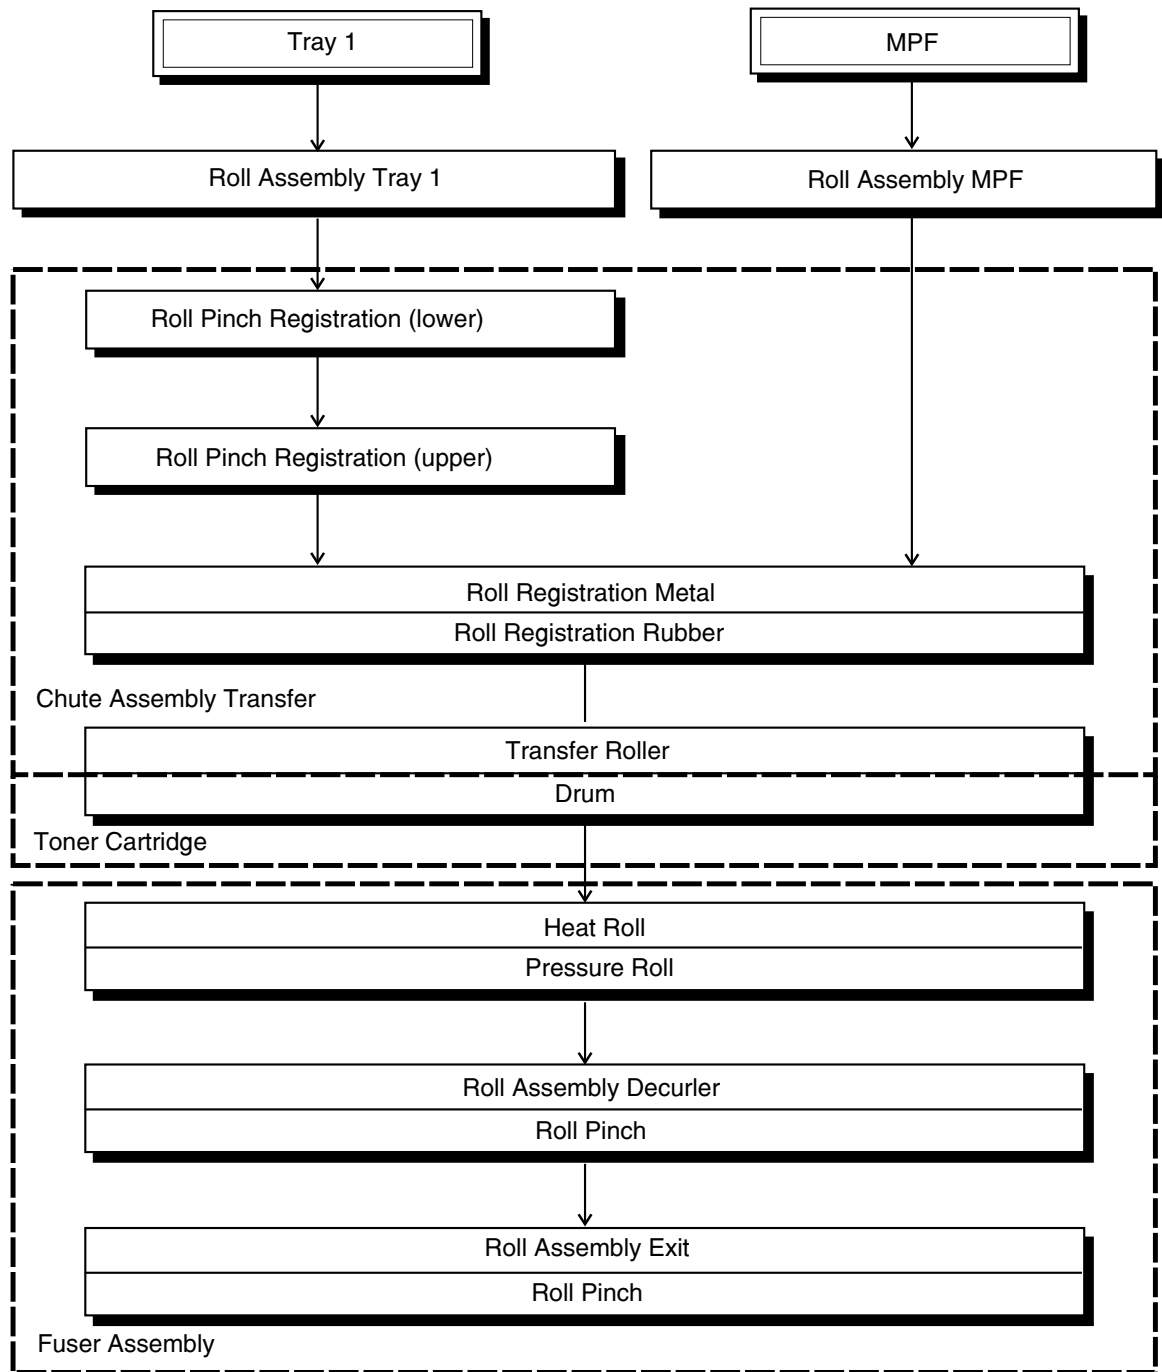 Tray 1
MPF
Roll Assembly Tray 1
Roll Assembly MPF
Roll Pinch Registration (lower)
Roll Pinch Registration (upper)
Roll Registration Metal
Roll Registration Rubber
Chute Assembly Transfer
Transfer Roller
Drum
Toner Cartridge
Heat Roll
Pressure Roll
Roll Assembly Decurler
Roll Pinch
Roll Assembly Exit
Roll Pinch
Fuser Assembly